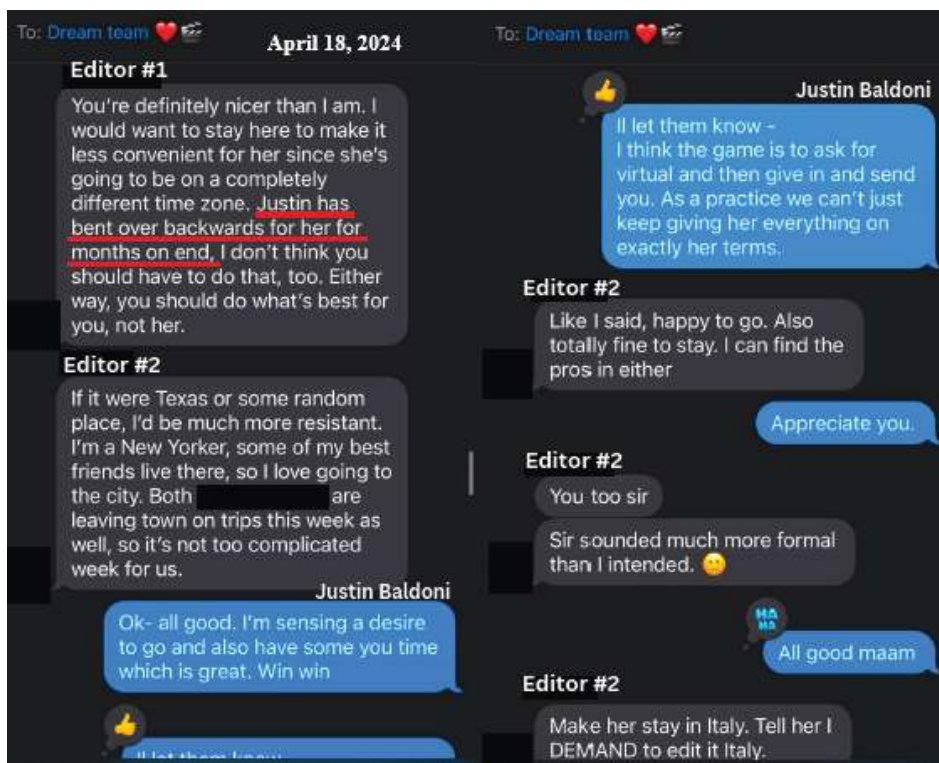 To: Dream team ❤️🎬
April 18, 2024
Editor #1
You're definitely nicer than I am. I
would want to stay here to make it
less convenient for her since she's
going to be on a completely
different time zone. Justin has
bent over backwards for her for
months on end, I don't think you
should have to do that, too. Either
way, you should do what's best for
you, not her.
Editor #2
If it were Texas or some random
place, I'd be much more resistant.
I'm a New Yorker, some of my best
friends live there, so I love going to
the city. Both are
leaving town on trips this week as
well, so it's not too complicated
week for us.
Justin Baldoni
Ok- all good. I'm sensing a desire
to go and also have some you time
which is great. Win win
👍
Il let them know
To: Dream team ❤️🎬
👍
Justin Baldoni
Il let them know -
I think the game is to ask for
virtual and then give in and send
you. As a practice we can't just
keep giving her everything on
exactly her terms.
Editor #2
Like I said, happy to go. Also
totally fine to stay. I can find the
pros in either
Appreciate you.
Editor #2
You too sir
Sir sounded much more formal
than I intended. 🙂
HA
HA
All good maam
Editor #2
Make her stay in Italy. Tell her I
DEMAND to edit it Italy.